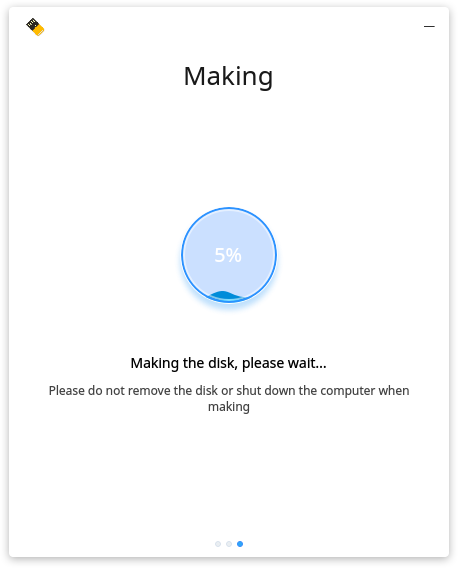 Making
5%
Making the disk, please wait...
Please do not remove the disk or shut down the computer when
making